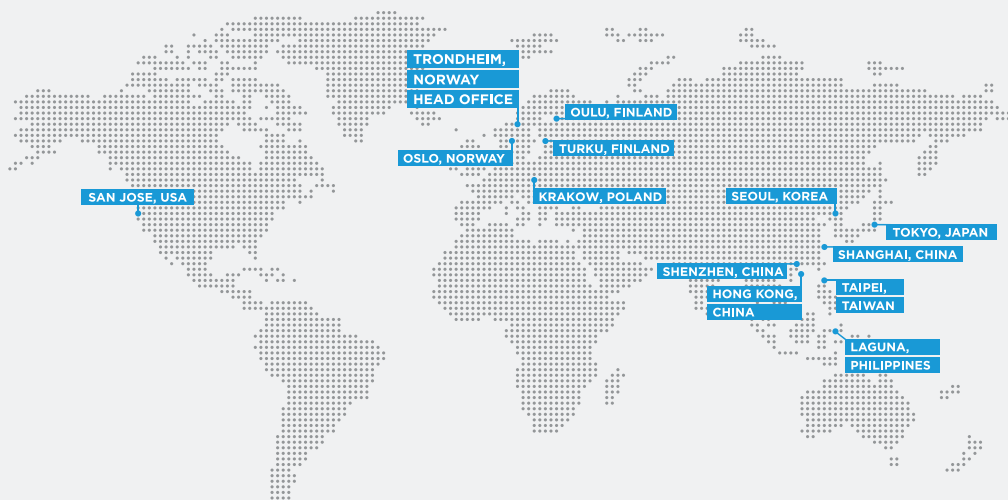 TRONDHEIM,
NORWAY
HEAD OFFICE
OULU, FINLAND
TURKU, FINLAND
OSLO, NORWAY
KRAKOW, POLAND
SAN JOSE, USA
SEOUL, KOREA
TOKYO, JAPAN
SHANGHAI, CHINA
SHENZHEN, CHINA
HONG KONG,
CHINA
TAIPEI,
TAIWAN
LAGUNA,
PHILIPPINES